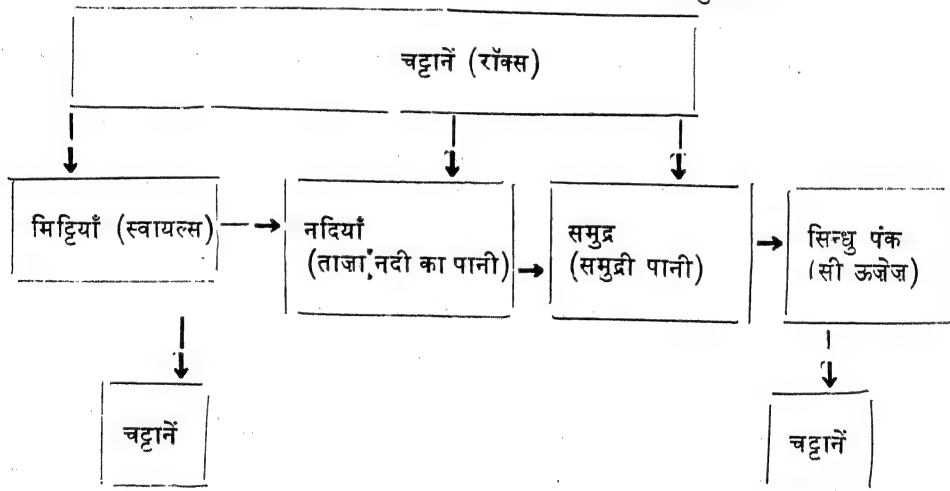 चट्टानें (रॉक्स)
मिट्टियाँ (स्वायल्स)
नदियाँ
(ताज़ा, नदी का पानी)
समुद्र
(समुद्री पानी)
सिन्धु पंक
(सी ऊज़ेज़)
चट्टानें
चट्टानें